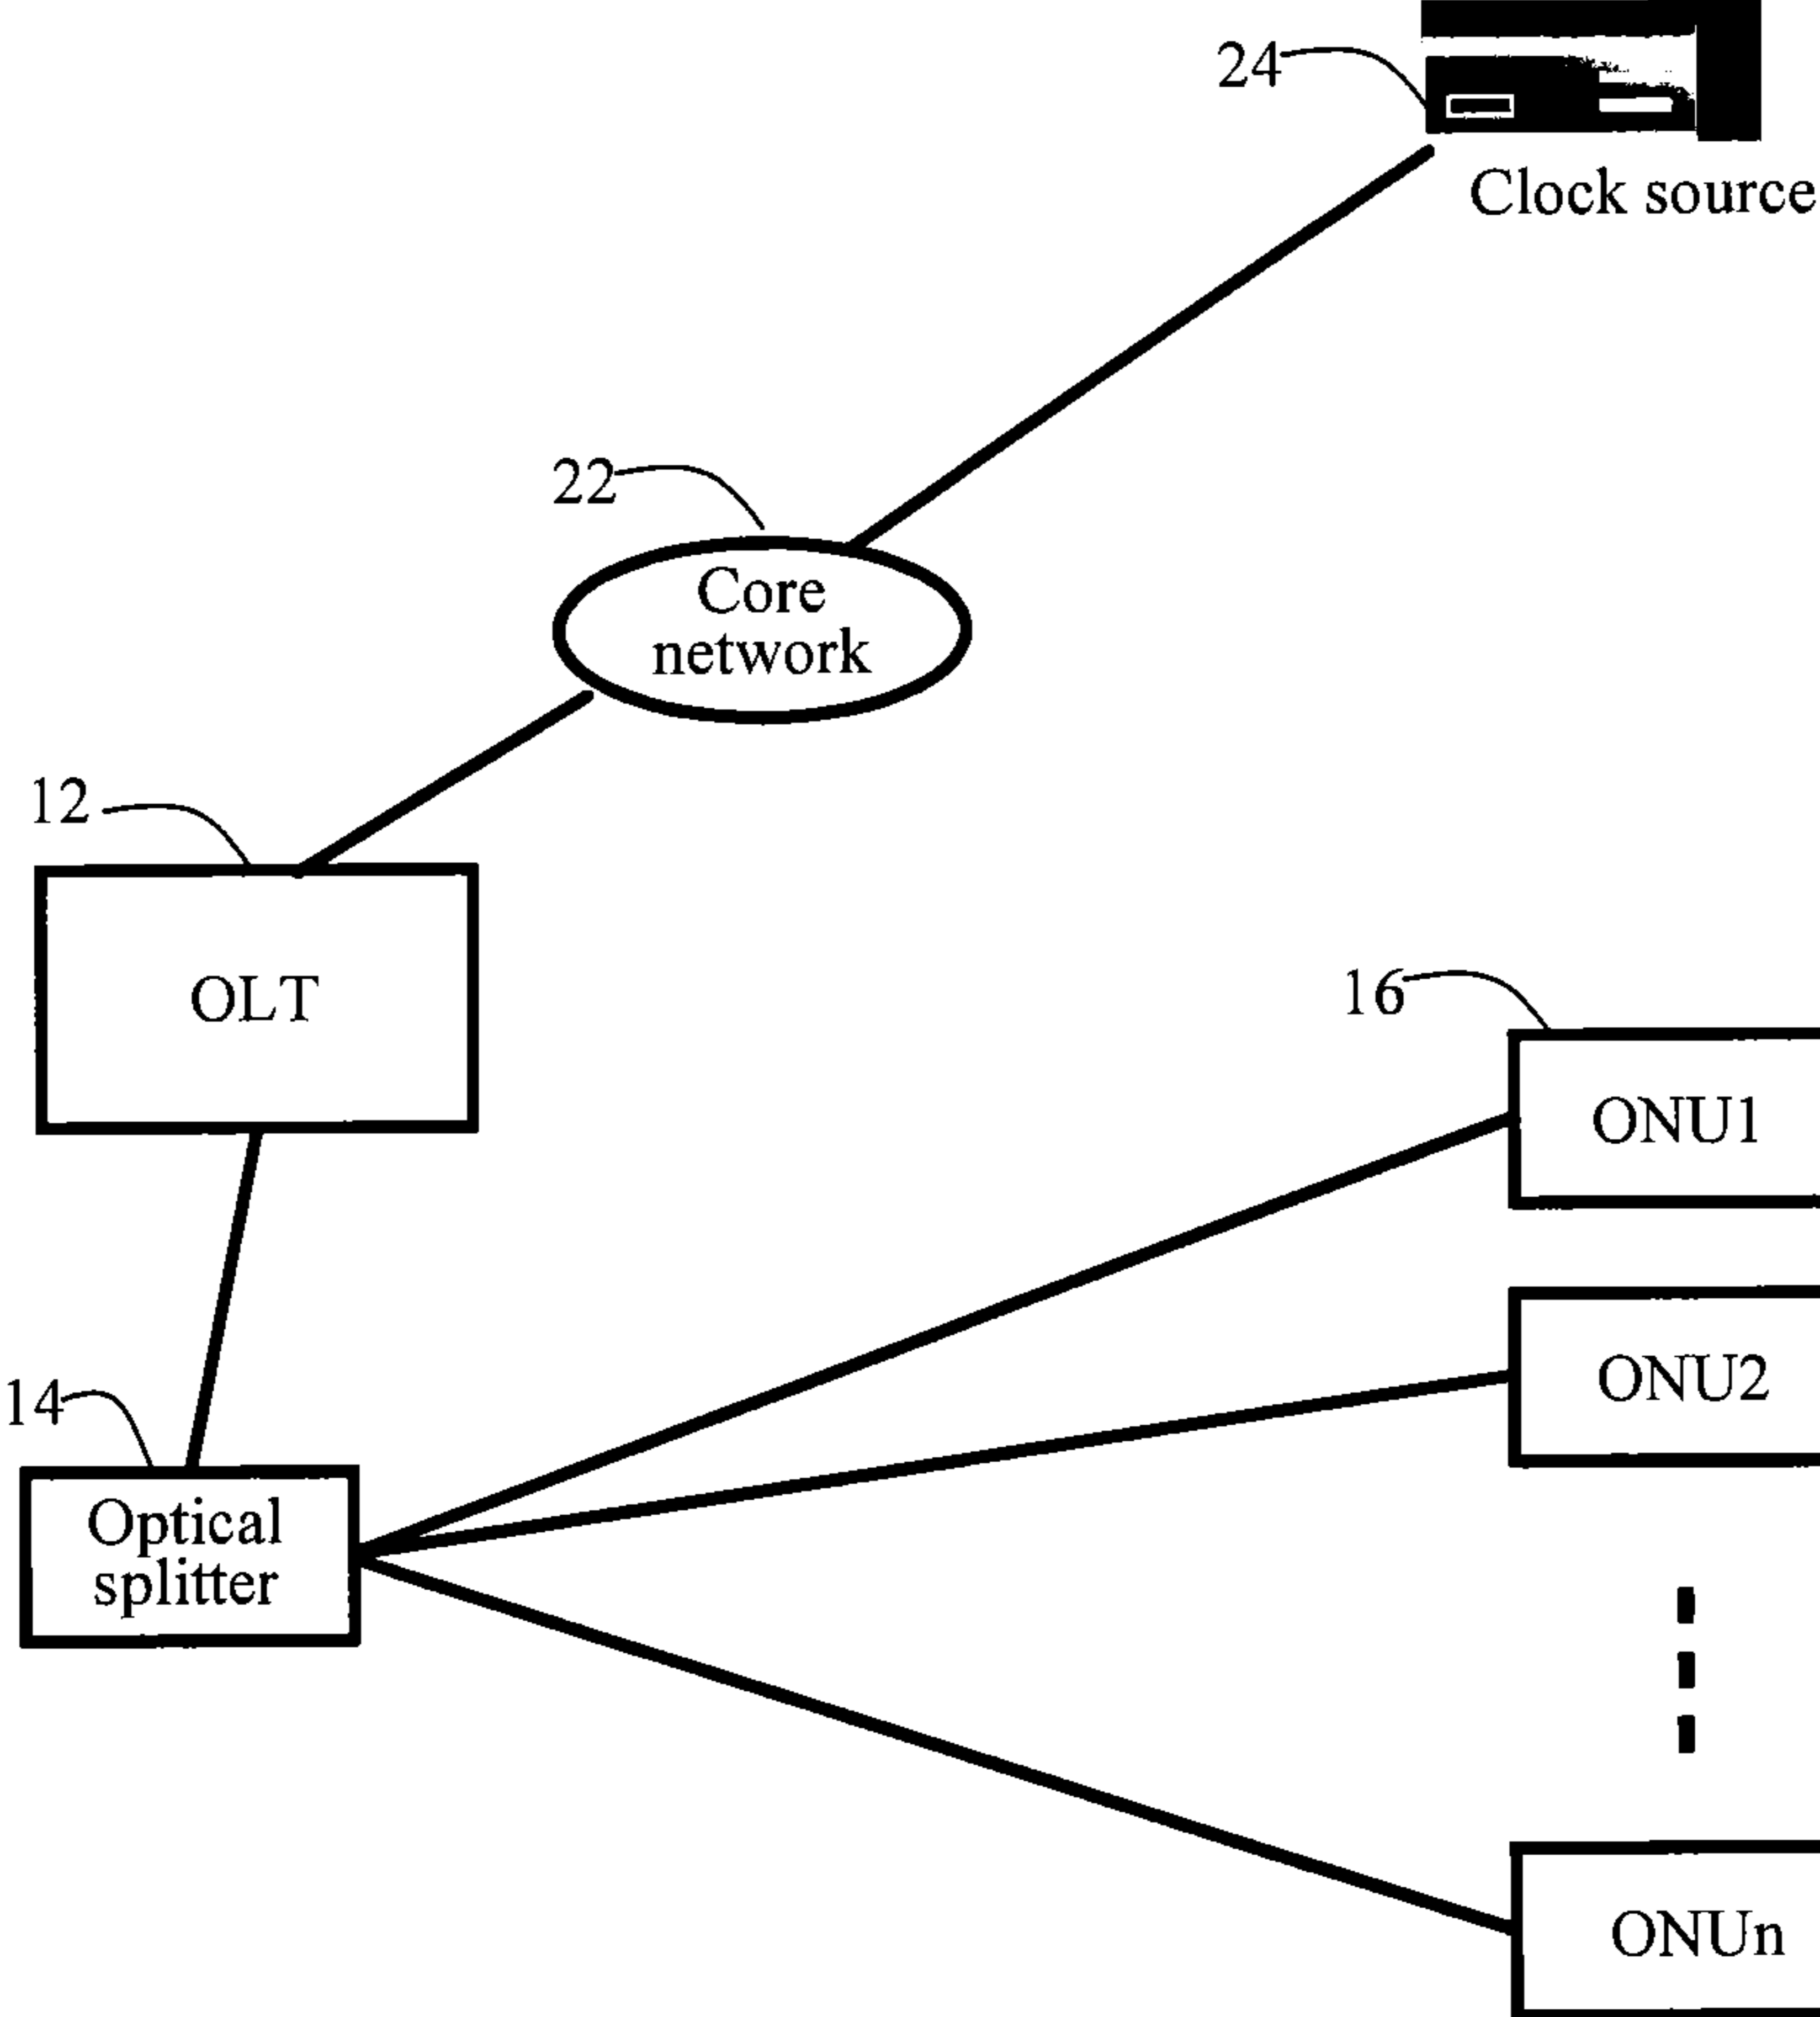 24
Clock source
22
Core
network
12
OLT
16
ONU1
ONU2
14
Optical
splitter
ONUn